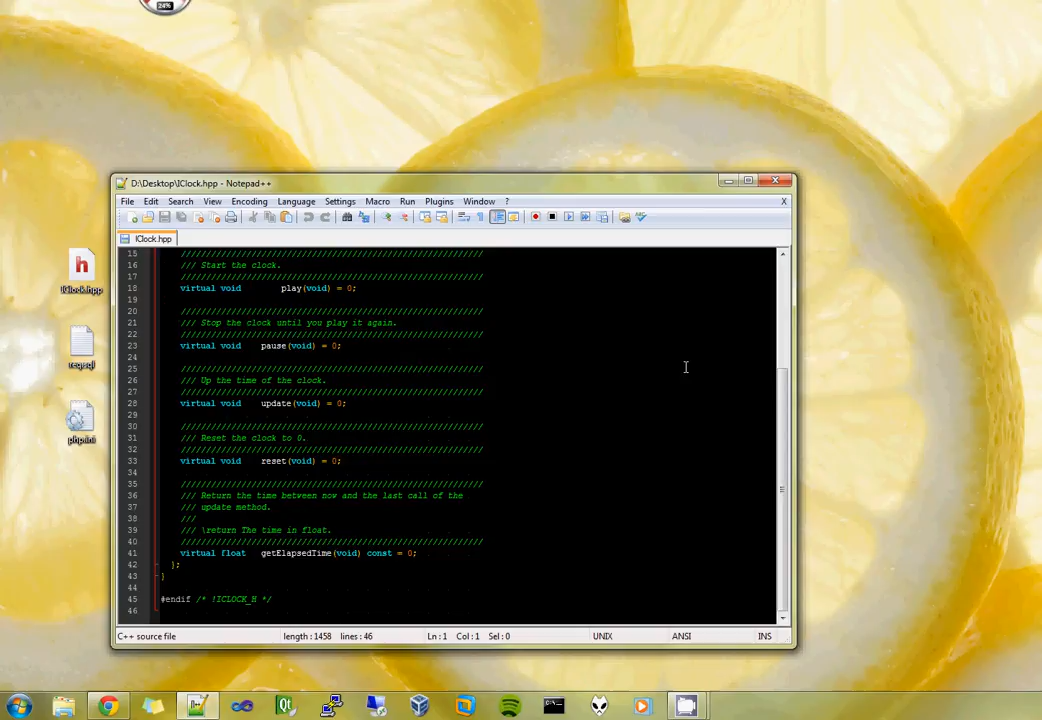 24%
D:\Desktop\IClock.hpp - Notepad++
File Edit Search View Encoding Language Settings Macro Run Plugins Window ? X
IClock.hpp
15 ////////////////////////////////////////////////////////////
16 /// Start the clock.
17 ////////////////////////////////////////////////////////////
18 virtual void play(void) = 0;
19
20 ////////////////////////////////////////////////////////////
21 /// Stop the clock until you play it again.
22 ////////////////////////////////////////////////////////////
23 virtual void pause(void) = 0;
24
25 ////////////////////////////////////////////////////////////
26 /// Up the time of the clock.
27 ////////////////////////////////////////////////////////////
28 virtual void update(void) = 0;
29
30 ////////////////////////////////////////////////////////////
31 /// Reset the clock to 0.
32 ////////////////////////////////////////////////////////////
33 virtual void reset(void) = 0;
34
35 ////////////////////////////////////////////////////////////
36 /// Return the time between now and the last call of the
37 /// update method.
38 ///
39 /// \return The time in float.
40 ////////////////////////////////////////////////////////////
41 virtual float getElapsedTime(void) const = 0;
42 };
43 }
44
45 #endif /* !ICLOCK_H */
46
C++ source file length : 1458 lines : 46 Ln : 1 Col : 1 Sel : 0 UNIX ANSI INS
h
IClock.hpp
req.sql
php.ini
Qt
C:\